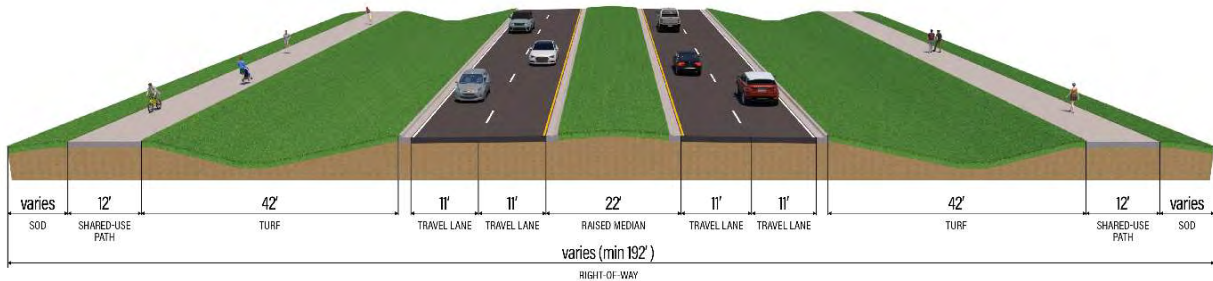 varies 12' 42' 11' 11' 22' 11' 11' 42' 12' varies
SOD SHARED-USE PATH TURF TRAVEL LANE TRAVEL LANE RAISED MEDIAN TRAVEL LANE TRAVEL LANE TURF SHARED-USE PATH SOD
varies (min 192')
RIGHT-OF-WAY